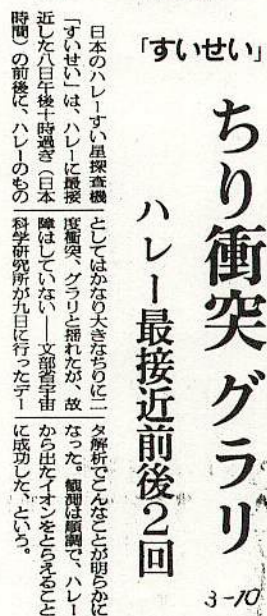 「すいせい」
ちり衝突グラリ
ハレー最接近前後2回
日本のハレーすい星探査機
「すいせい」は、ハレーに最接
近した八日午後十時過ぎ（日本
時間）の前後に、ハレーのもの
としてはかなり大きなちりに二
度衝突、グラリと揺れたが、故
障はしていない――文部省宇宙
科学研究所が九日に行ったデー
タ解析でこんなことが明らかに
なった。観測は順調で、ハレー
から出たイオンをとらえること
に成功した、という。
3-10